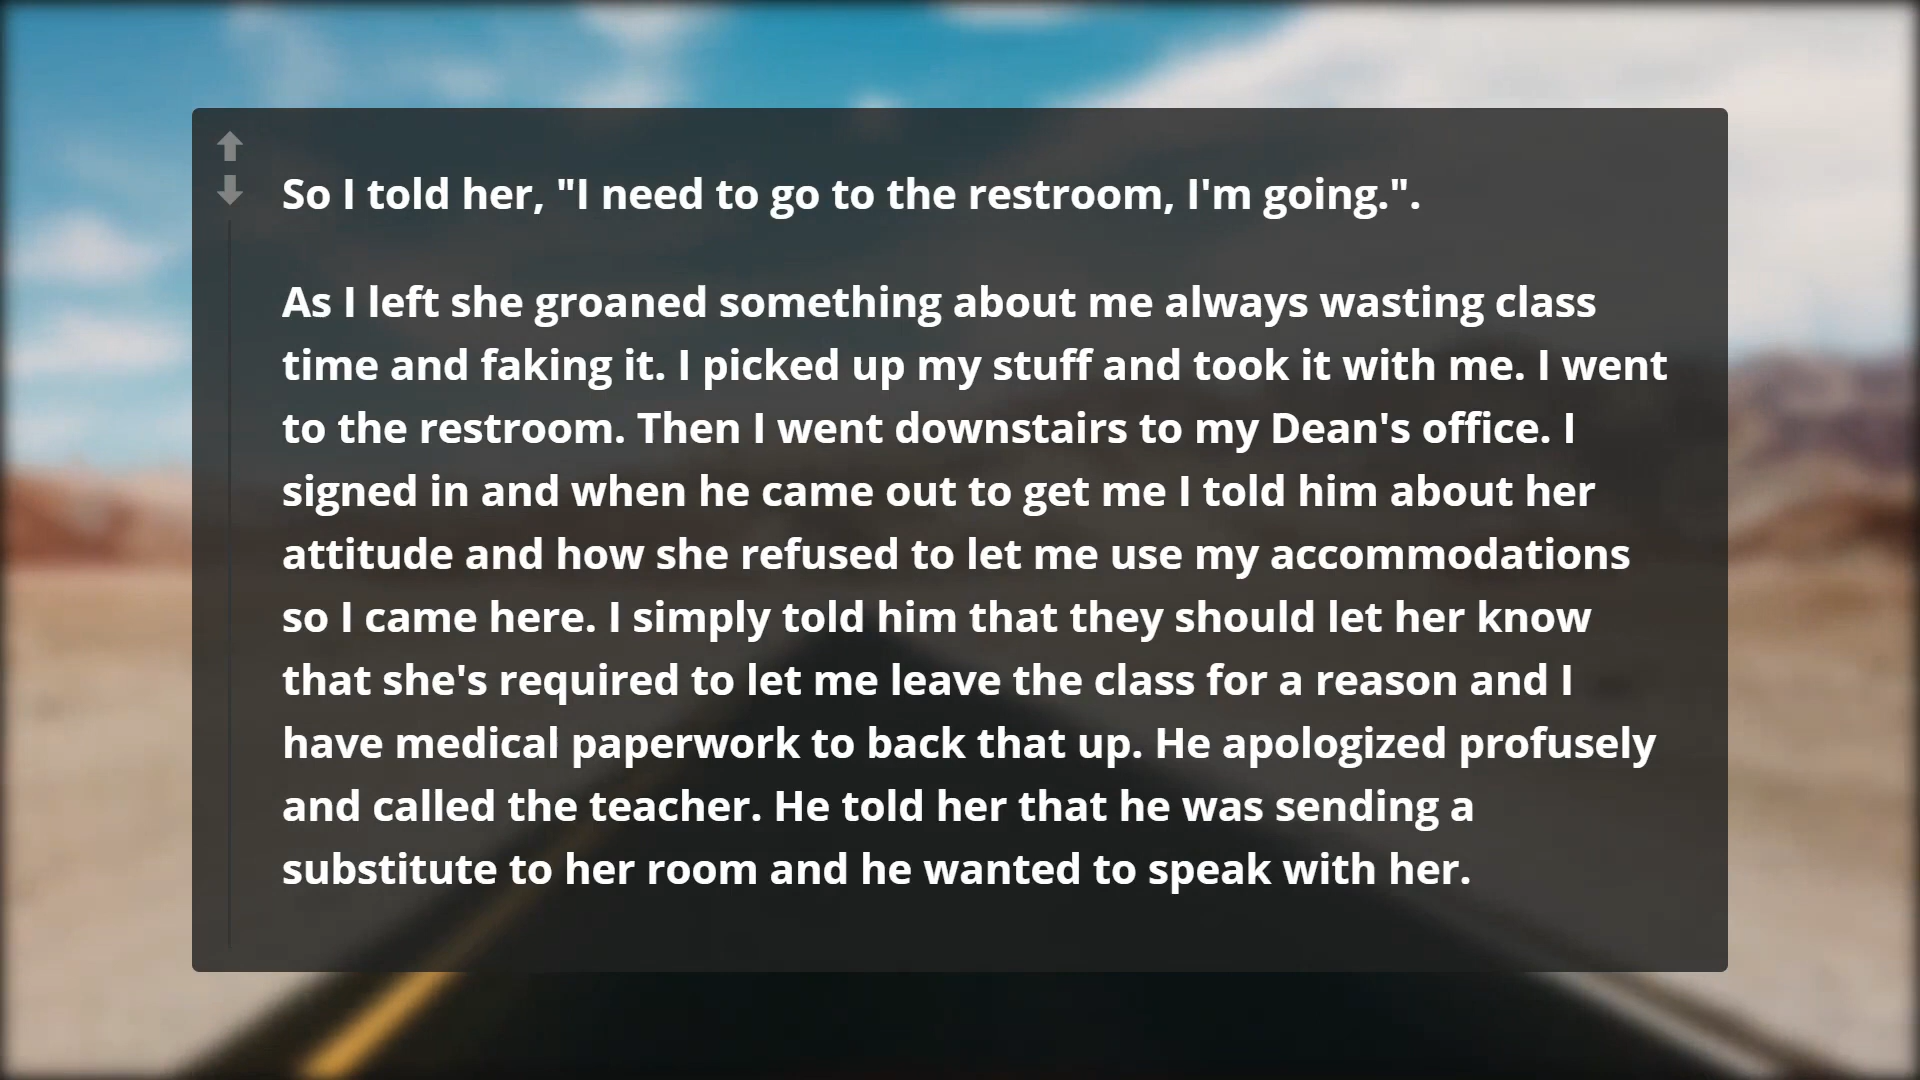 So I told her, "I need to go to the restroom, I'm going.".
As I left she groaned something about me always wasting class
time and faking it. I picked up my stuff and took it with me. I went
to the restroom. Then I went downstairs to my Dean's office. I
signed in and when he came out to get me I told him about her
attitude and how she refused to let me use my accommodations
so I came here. I simply told him that they should let her know
that she's required to let me leave the class for a reason and I
have medical paperwork to back that up. He apologized profusely
and called the teacher. He told her that he was sending a
substitute to her room and he wanted to speak with her.